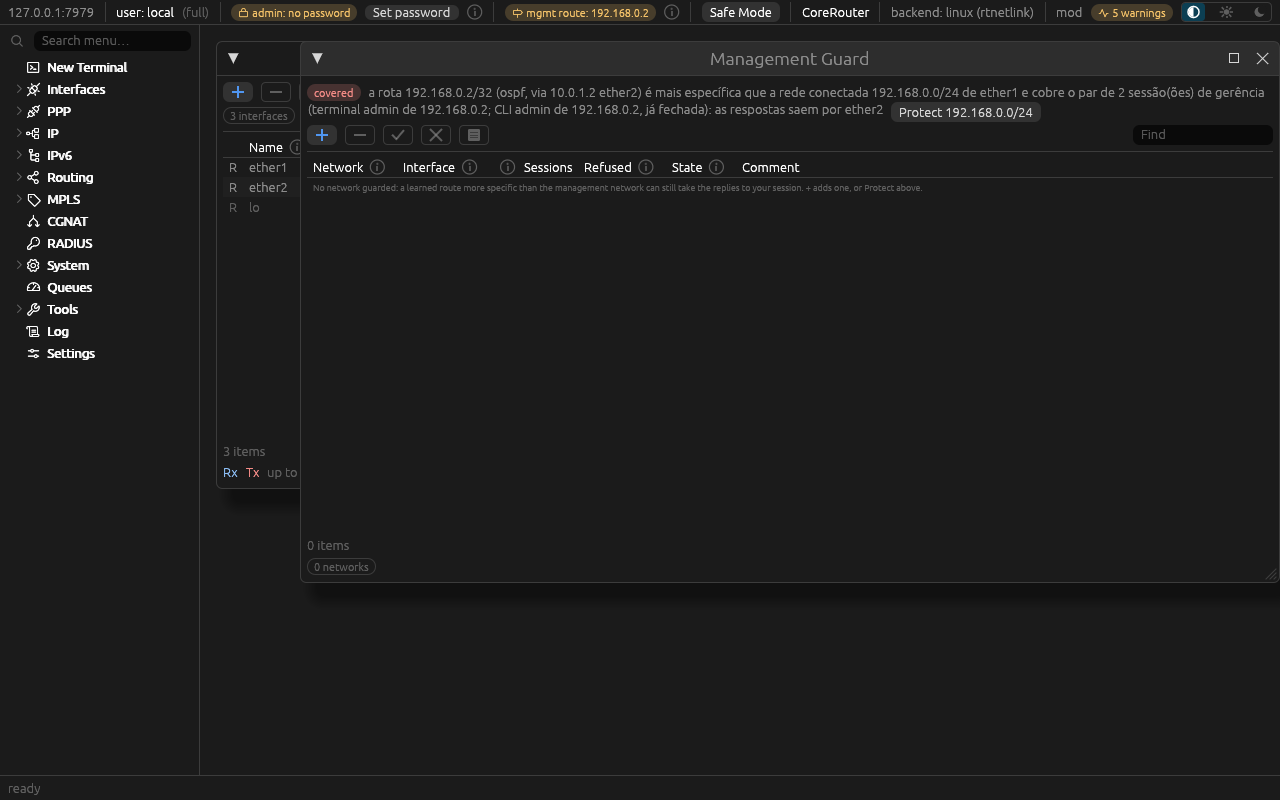 127.0.0.1:7979 user: local (full) admin: no password Set password mgmt route: 192.168.0.2 Safe Mode CoreRouter backend: linux (rtnetlink) mod 5 warnings
Search menu...
New Terminal
Interfaces
PPP
IP
IPv6
Routing
MPLS
CGNAT
RADIUS
System
Queues
Tools
Log
Settings
3 interfaces
Name
R ether1
R ether2
R lo
3 items
Rx Tx up to
Management Guard
covered a rota 192.168.0.2/32 (ospf, via 10.0.1.2 ether2) é mais específica que a rede conectada 192.168.0.0/24 de ether1 e cobre o par de 2 sessão(ões) de gerência
(terminal admin de 192.168.0.2; CLI admin de 192.168.0.2, já fechada): as respostas saem por ether2 Protect 192.168.0.0/24
Find
Network Interface Sessions Refused State Comment
No network guarded: a learned route more specific than the management network can still take the replies to your session. + adds one, or Protect above.
0 items
0 networks
ready